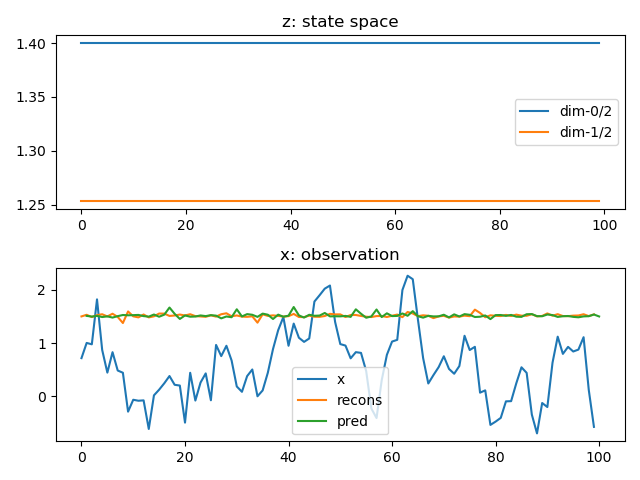 z: state space
1.40
1.35
1.30
1.25
dim-0/2
dim-1/2
0 20 40 60 80 100
x: observation
2
1
0
x
recons
pred
0 20 40 60 80 100